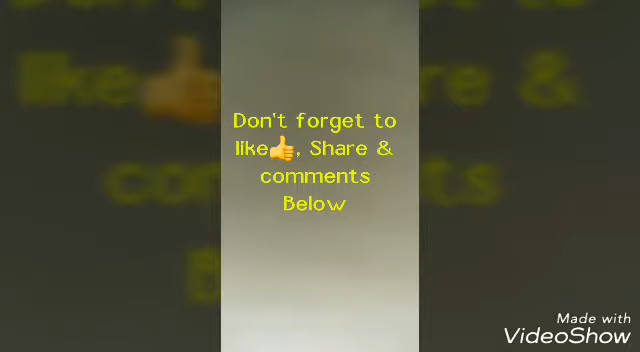 Don't forget to
like👍, Share &
comments
Below
Made with
VideoShow